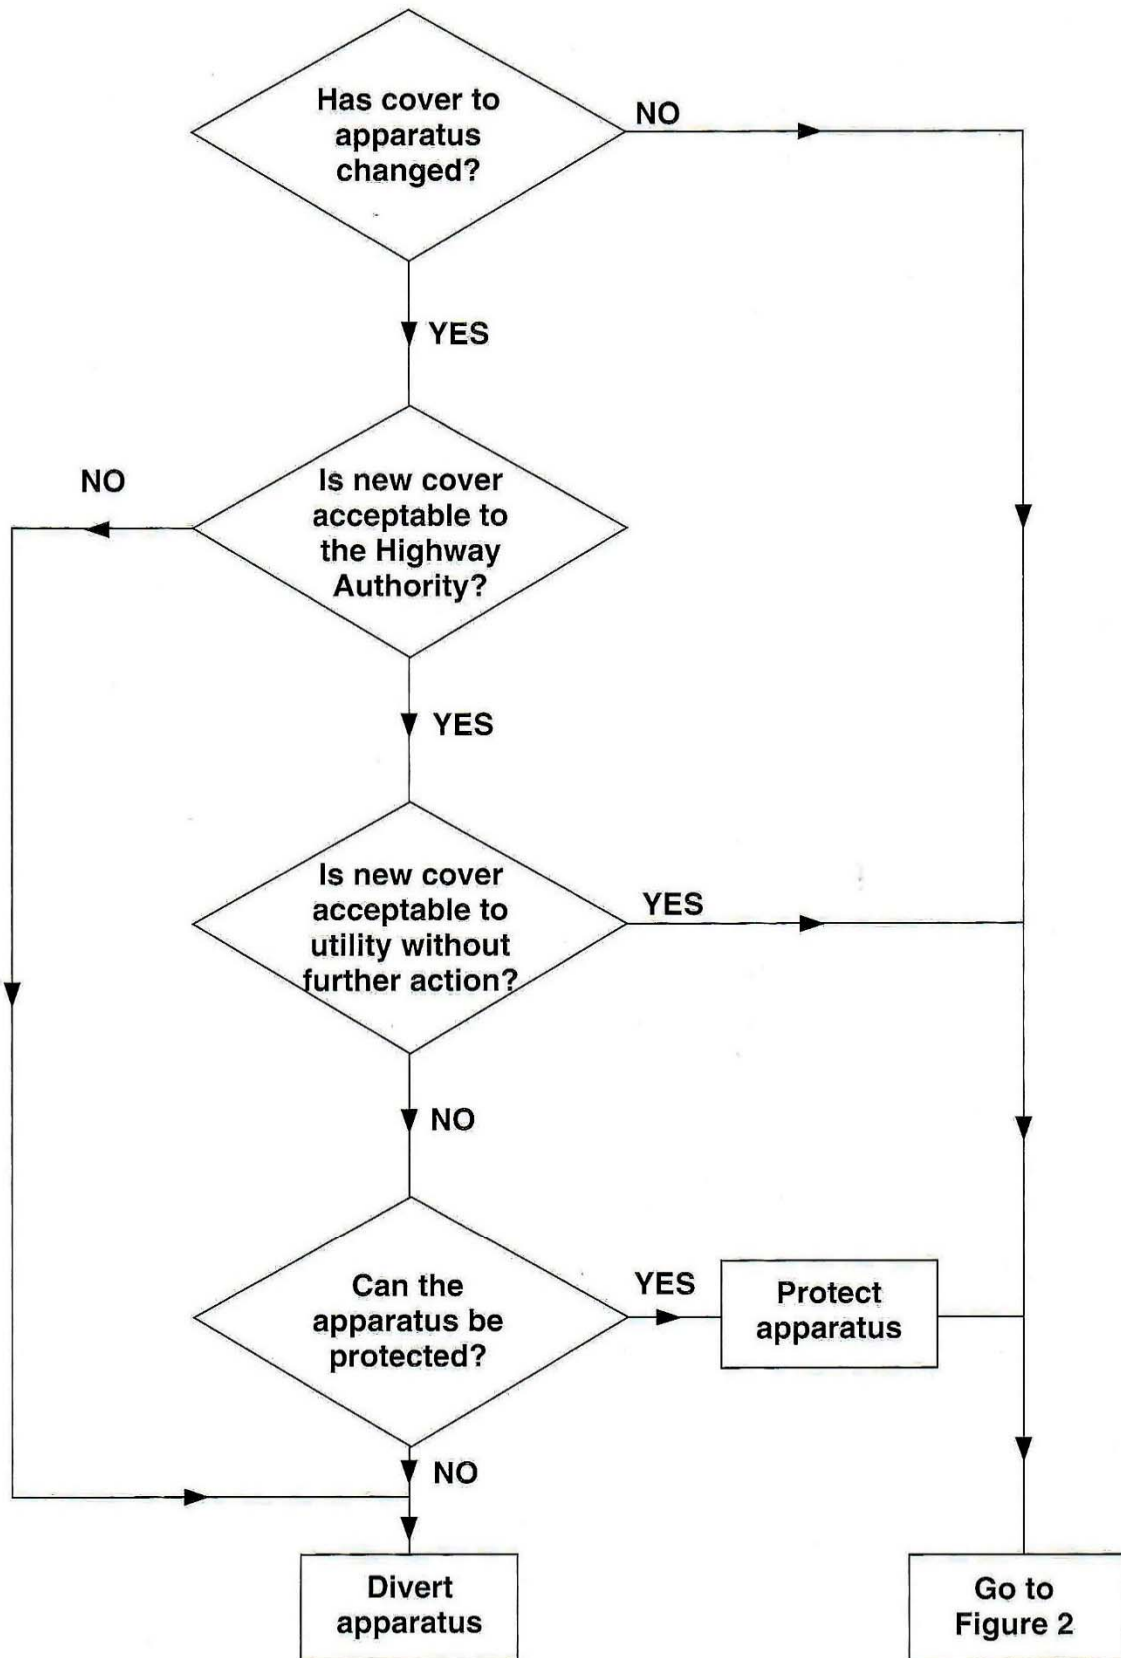 Has cover to
apparatus
changed?
NO
YES
NO
Is new cover
acceptable to
the Highway
Authority?
YES
Is new cover
acceptable to
utility without
further action?
YES
NO
Can the
apparatus be
protected?
YES
Protect
apparatus
NO
Divert
apparatus
Go to
Figure 2